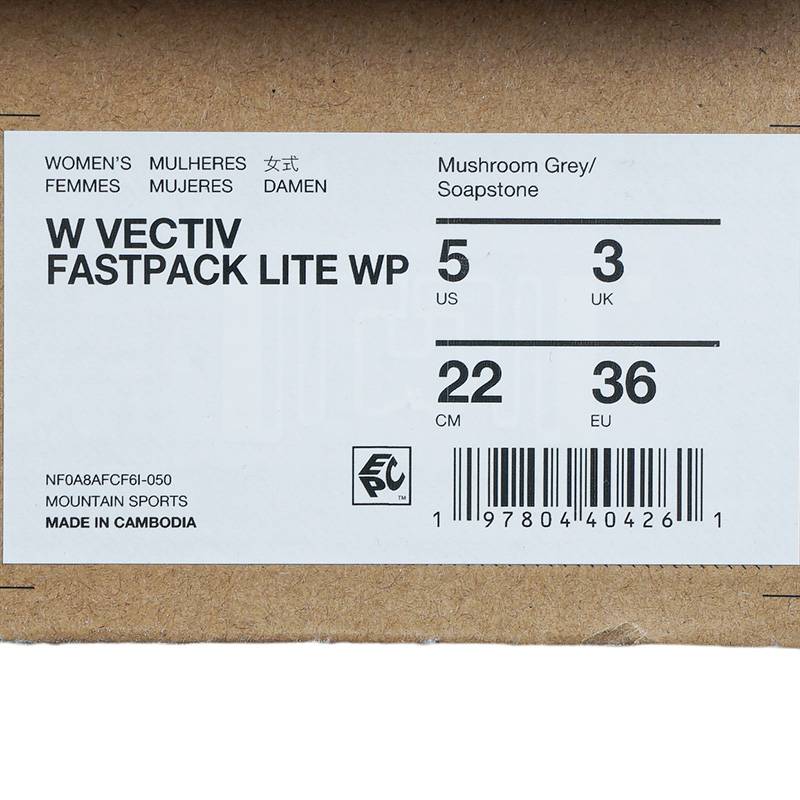 WOMEN'S MULHERES 女式
FEMMES MUJERES DAMEN
W VECTIV
FASTPACK LITE WP
Mushroom Grey/
Soapstone
5 3
US UK
22 36
CM EU
EPC™
NF0A8AFCF6I-050
MOUNTAIN SPORTS
MADE IN CAMBODIA
1 97804 40426 1